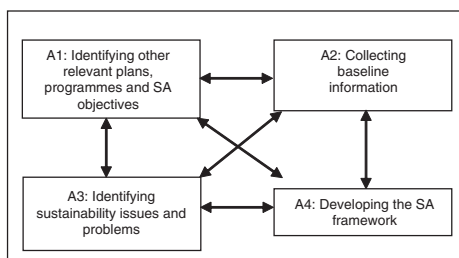 A1: Identifying other
relevant plans,
programmes and SA
objectives
A2: Collecting
baseline
information
A3: Identifying
sustainability issues and
problems
A4: Developing the SA
framework